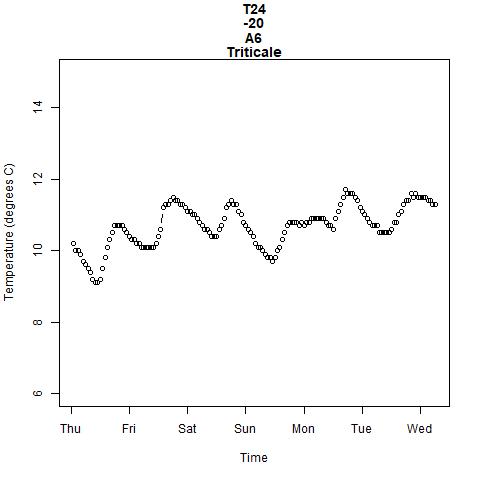 T24
-20
A6
Triticale
14
12
10
8
6
Temperature (degrees C)
Thu Fri Sat Sun Mon Tue Wed
Time